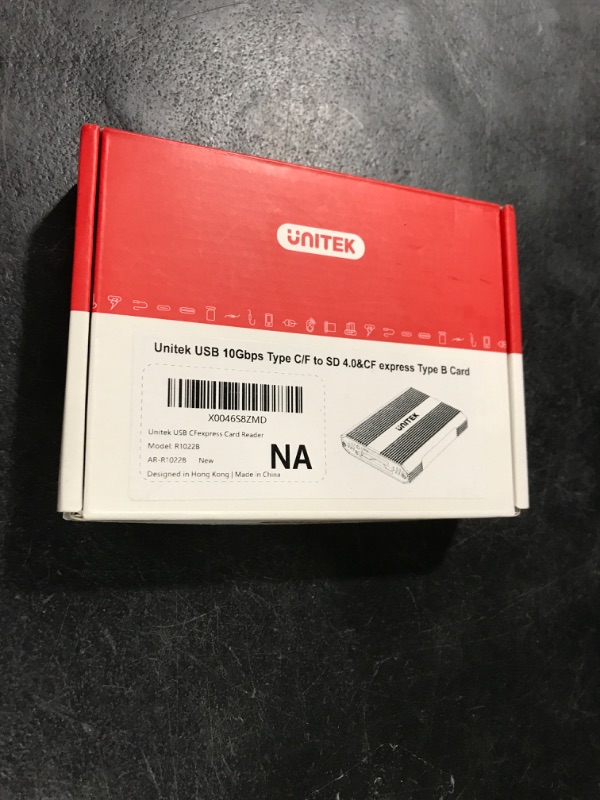 UNITEK
Unitek USB 10Gbps Type C/F to SD 4.0&CF express Type B Card
X0046S8ZMD
Unitek USB CFexpress Card Reader
Model: R1022B
AR-R1022B New
NA
Designed in Hong Kong | Made in China
UNITEK